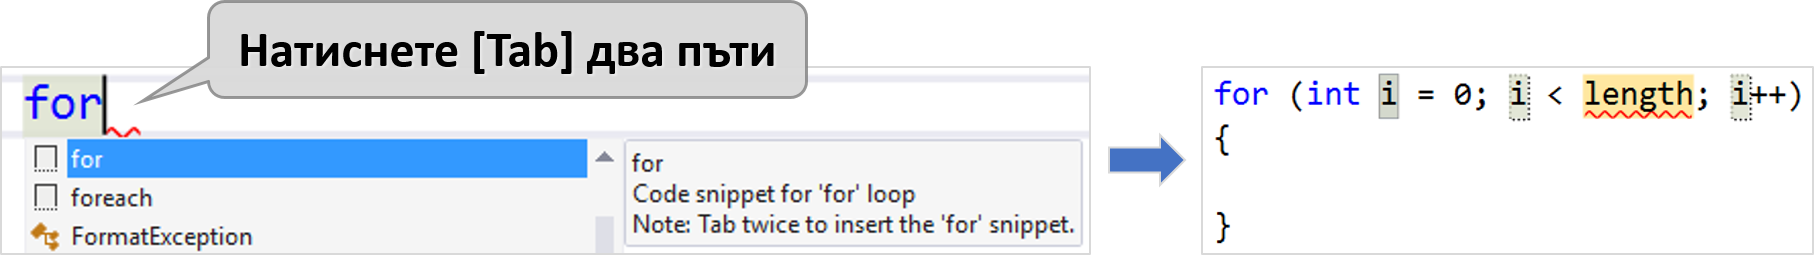 Натиснете [Tab] два пъти
for
for
foreach
FormatException
for
Code snippet for 'for' loop
Note: Tab twice to insert the 'for' snippet.
for (int i = 0; i < length; i++)
{
}